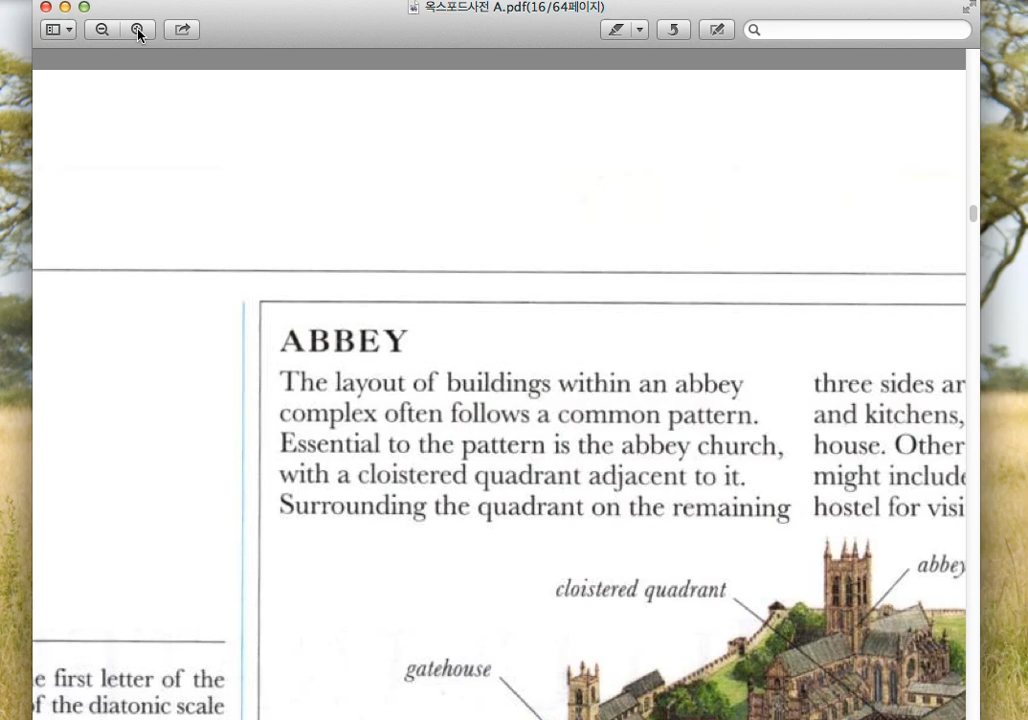 옥스포드사전 A.pdf(16/64페이지)
ABBEY
The layout of buildings within an abbey
complex often follows a common pattern.
Essential to the pattern is the abbey church,
with a cloistered quadrant adjacent to it.
Surrounding the quadrant on the remaining
three sides ar
and kitchens,
house. Other
might include
hostel for visi
cloistered quadrant
abbey
gatehouse
e first letter of the
of the diatonic scale